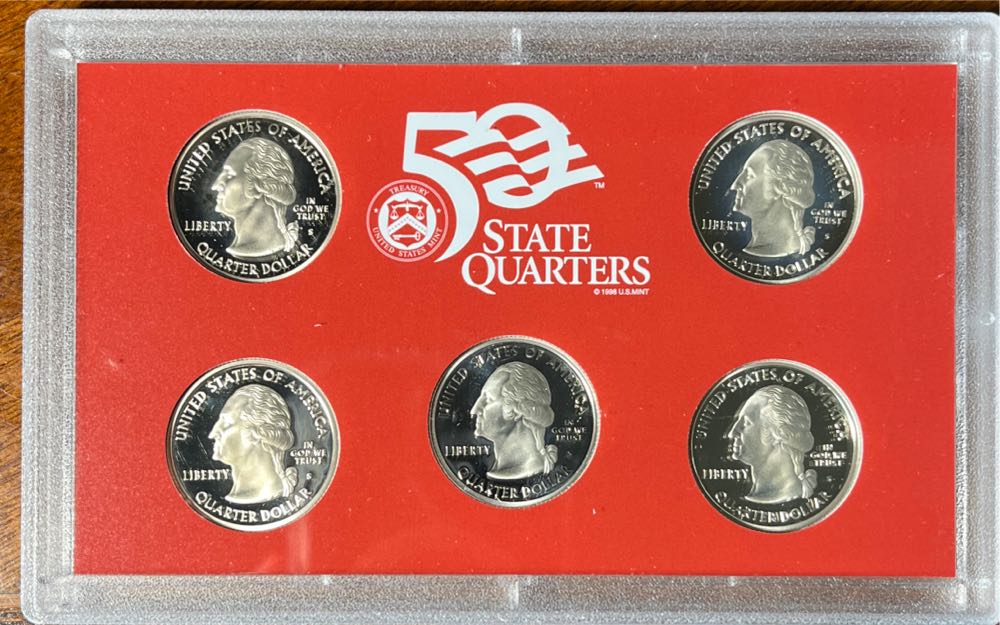 UNITED STATES OF AMERICA
LIBERTY
IN
GOD WE
TRUST
S
QUARTER DOLLAR
50
TM
TREASURY
UNITED STATES MINT
STATE
QUARTERS
© 1998 U.S. MINT
UNITED STATES OF AMERICA
LIBERTY
IN
GOD WE
TRUST
S
QUARTER DOLLAR
UNITED STATES OF AMERICA
LIBERTY
IN
GOD WE
TRUST
S
QUARTER DOLLAR
UNITED STATES OF AMERICA
LIBERTY
IN
GOD WE
TRUST
QUARTER DOLLAR
UNITED STATES OF AMERICA
LIBERTY
IN
GOD WE
TRUST
QUARTER DOLLAR